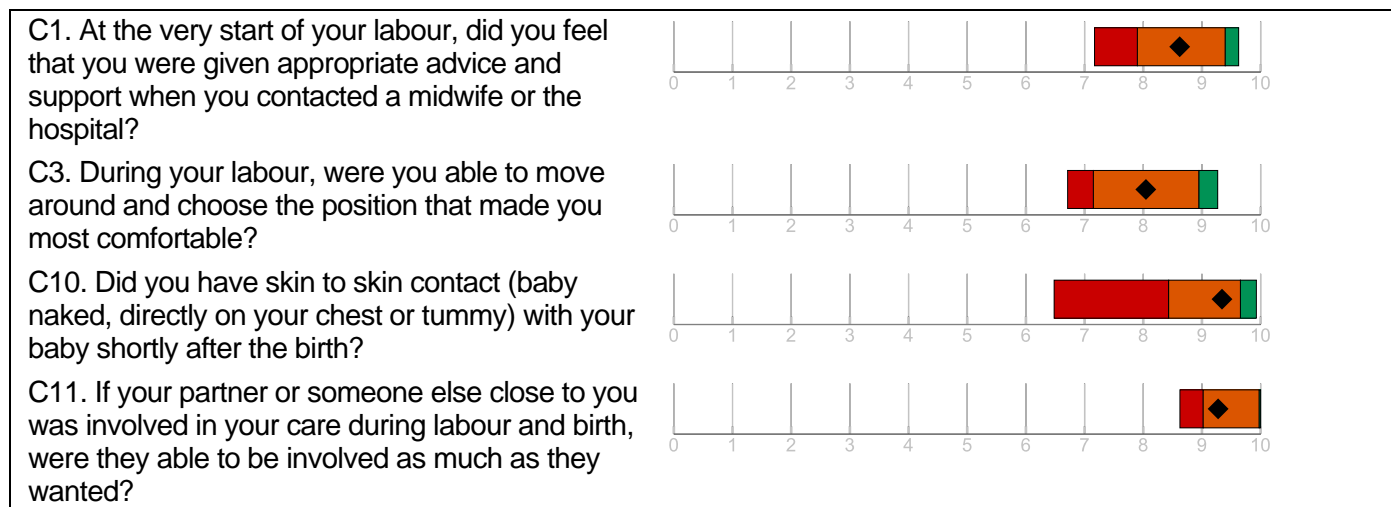 C1. At the very start of your labour, did you feel
that you were given appropriate advice and
support when you contacted a midwife or the
hospital?
0 1 2 3 4 5 6 7 8 9 10
C3. During your labour, were you able to move
around and choose the position that made you
most comfortable?
0 1 2 3 4 5 6 7 8 9 10
C10. Did you have skin to skin contact (baby
naked, directly on your chest or tummy) with your
baby shortly after the birth?
0 1 2 3 4 5 6 7 8 9 10
C11. If your partner or someone else close to you
was involved in your care during labour and birth,
were they able to be involved as much as they
wanted?
0 1 2 3 4 5 6 7 8 9 10